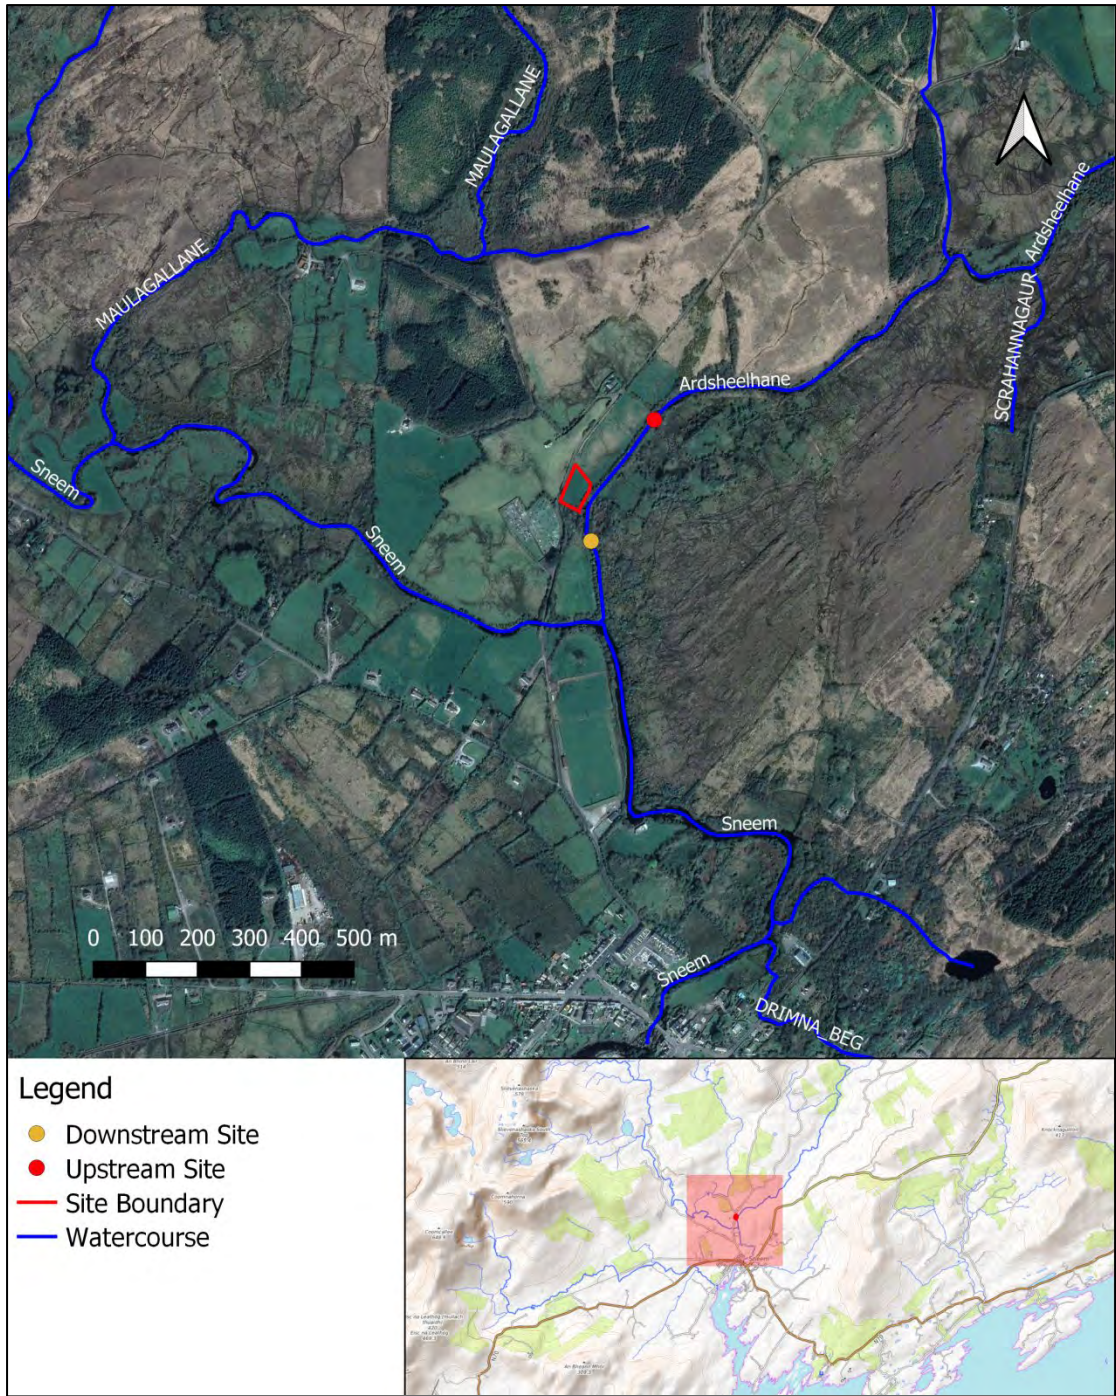 MAULAGALLANE
MAULAGALLANE
Ardsheelhane
SCRAHANNAGAUR
Ardsheelhane
Sneem
Sneem
Sneem
0 100 200 300 400 500 m
Sneem
DRIMNA_BEG
Legend
Downstream Site
Upstream Site
Site Boundary
Watercourse